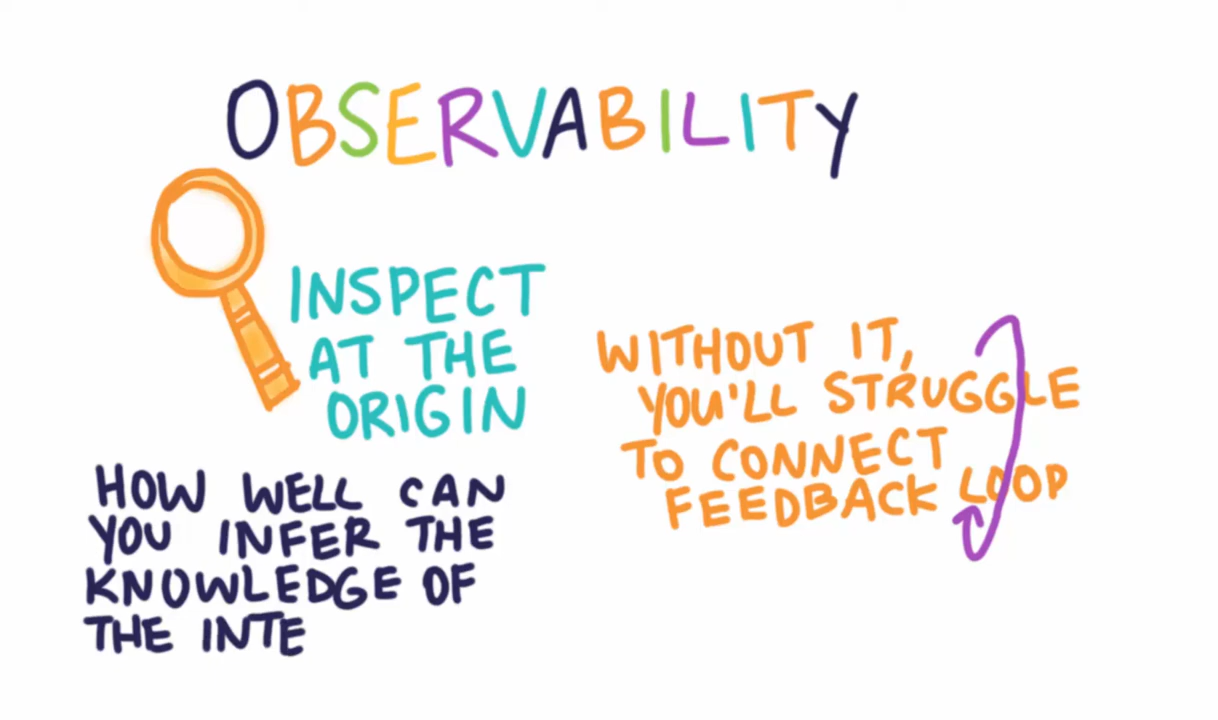 OBSERVABILITY
INSPECT
AT THE
ORIGIN
HOW WELL CAN
YOU INFER THE
KNOWLEDGE OF
THE INTE
WITHOUT IT,
YOU'LL STRUGGLE
TO CONNECT
FEEDBACK LOOP